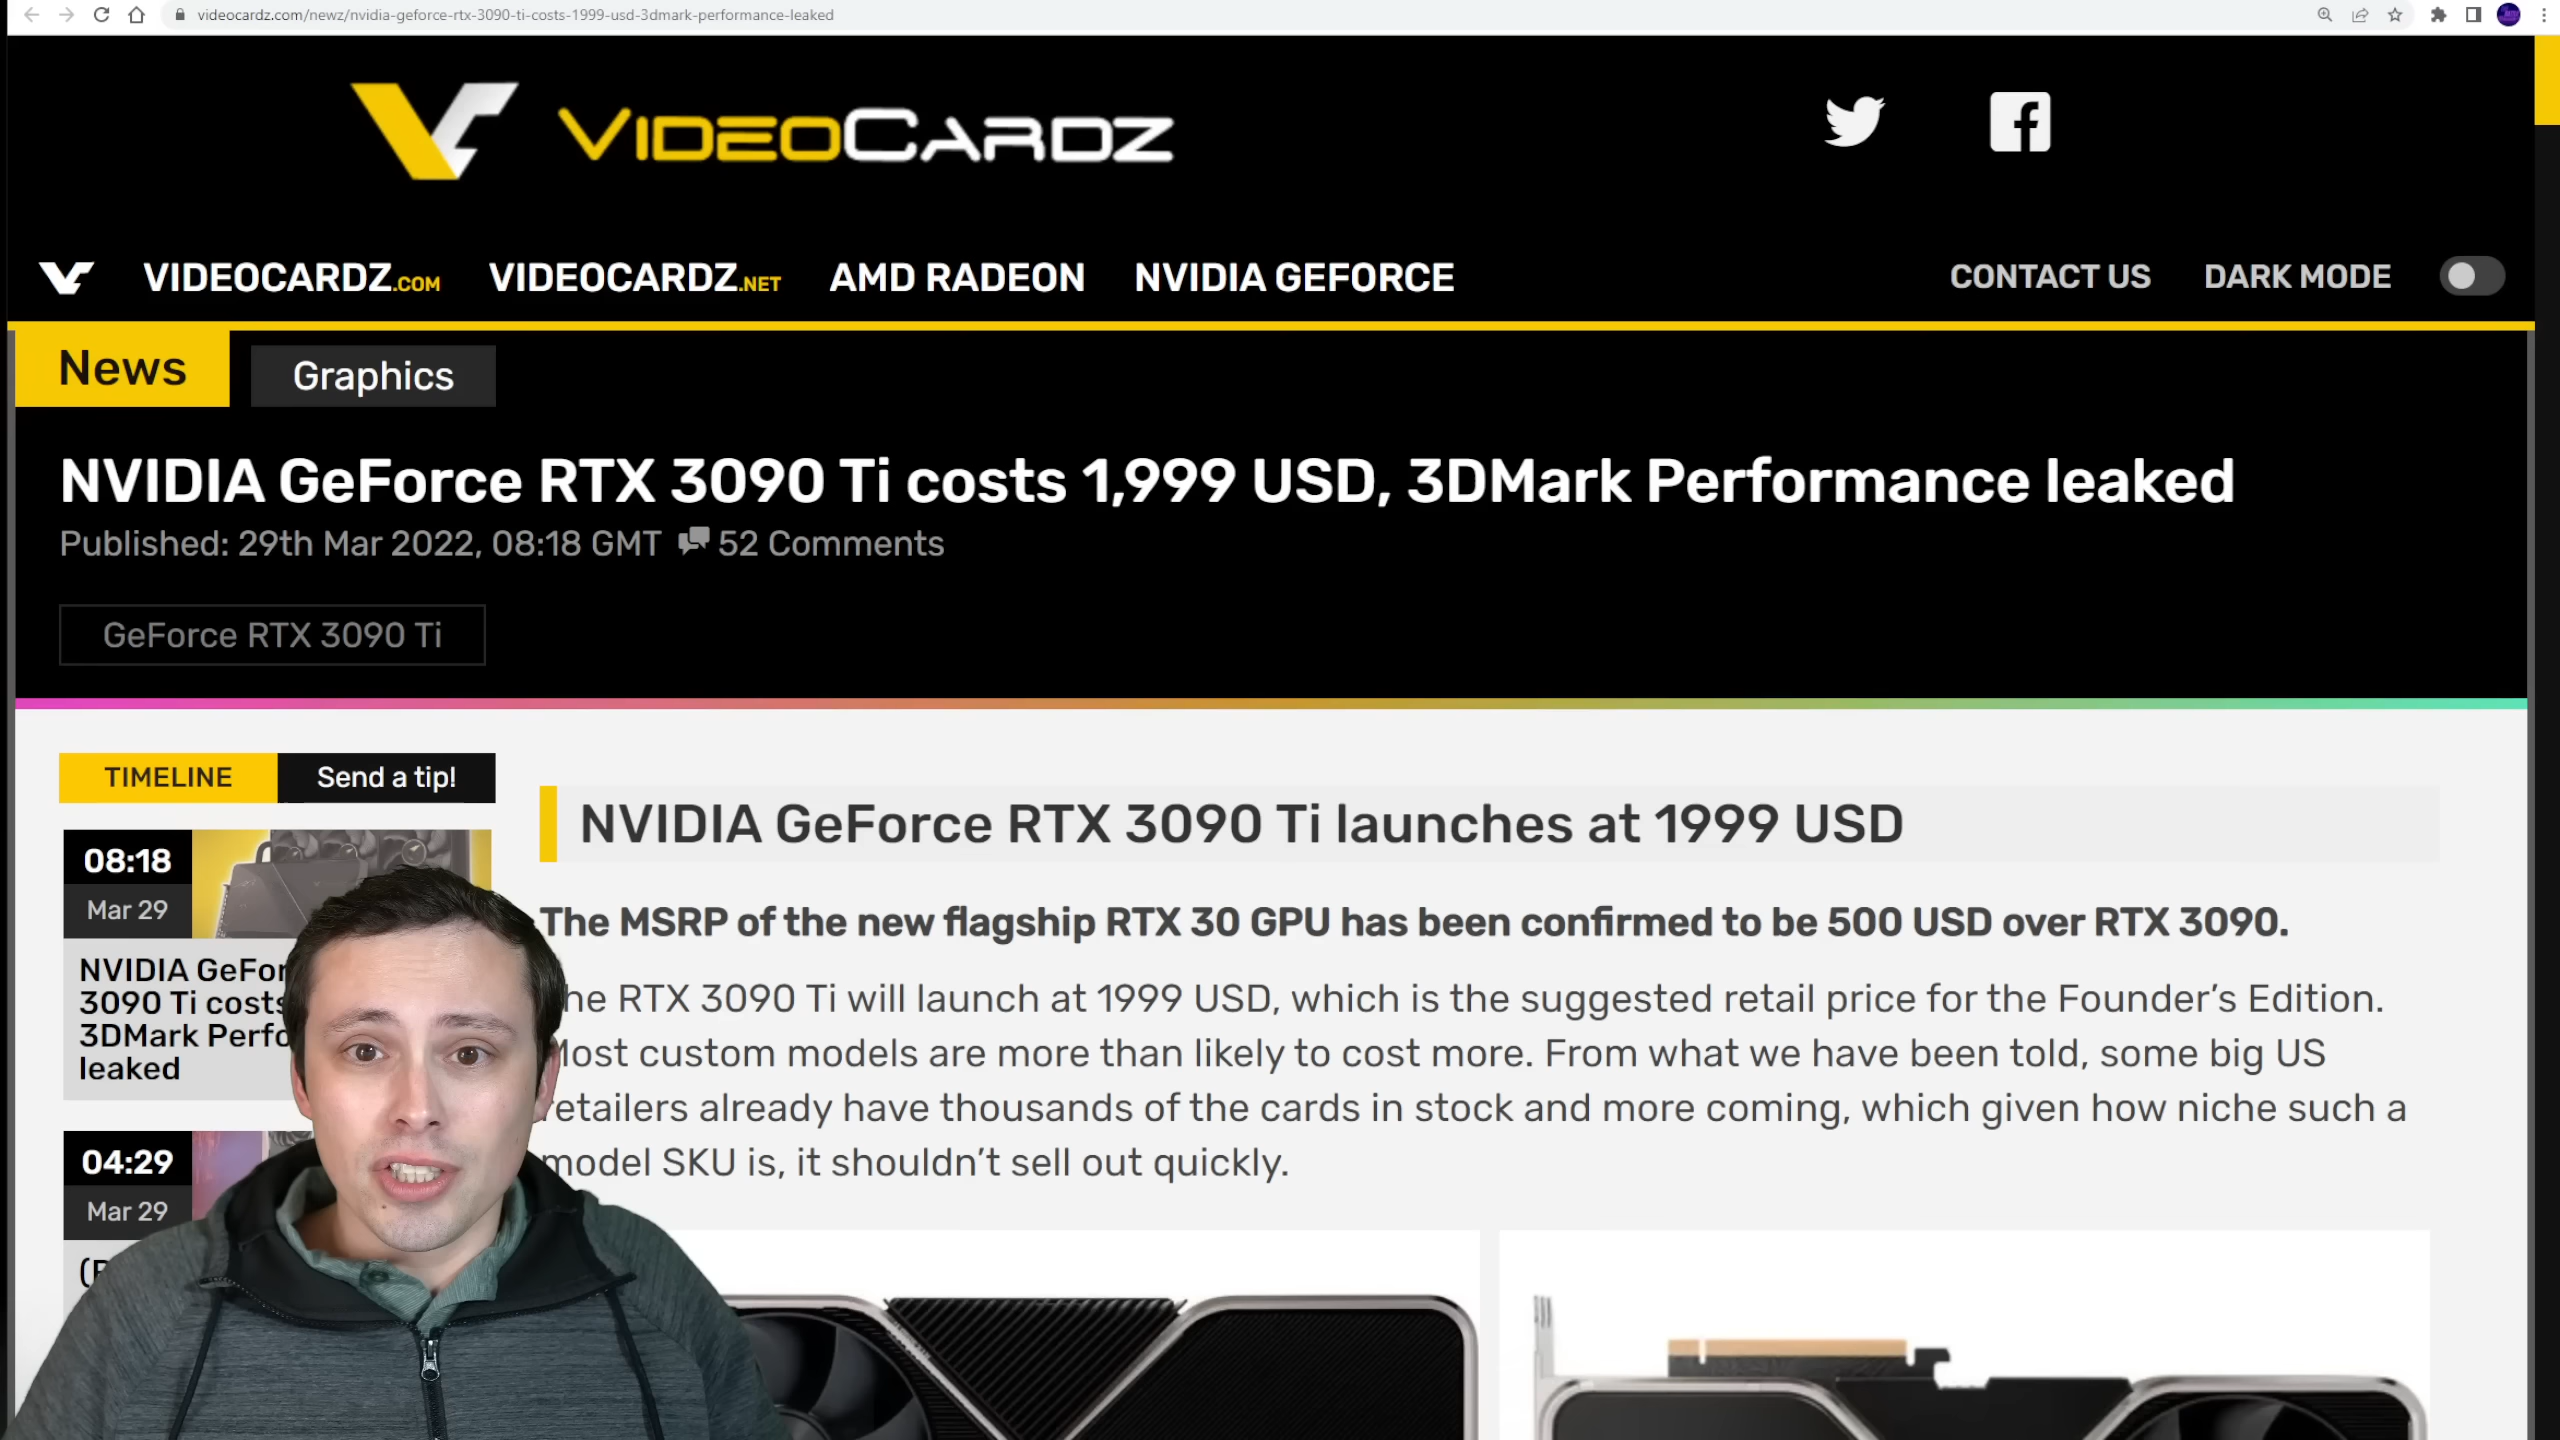 videocardz.com/newz/nvidia-geforce-rtx-3090-ti-costs-1999-usd-3dmark-performance-leaked
VIDEOCARDZ
VIDEOCARDZ.COM VIDEOCARDZ.NET AMD RADEON NVIDIA GEFORCE CONTACT US DARK MODE
News Graphics
NVIDIA GeForce RTX 3090 Ti costs 1,999 USD, 3DMark Performance leaked
Published: 29th Mar 2022, 08:18 GMT 52 Comments
GeForce RTX 3090 Ti
TIMELINE Send a tip!
08:18
Mar 29
NVIDIA GeFor
3090 Ti costs
3DMark Perfo
leaked
04:29
Mar 29
NVIDIA GeForce RTX 3090 Ti launches at 1999 USD
The MSRP of the new flagship RTX 30 GPU has been confirmed to be 500 USD over RTX 3090.
he RTX 3090 Ti will launch at 1999 USD, which is the suggested retail price for the Founder's Edition.
Most custom models are more than likely to cost more. From what we have been told, some big US
retailers already have thousands of the cards in stock and more coming, which given how niche such a
model SKU is, it shouldn't sell out quickly.